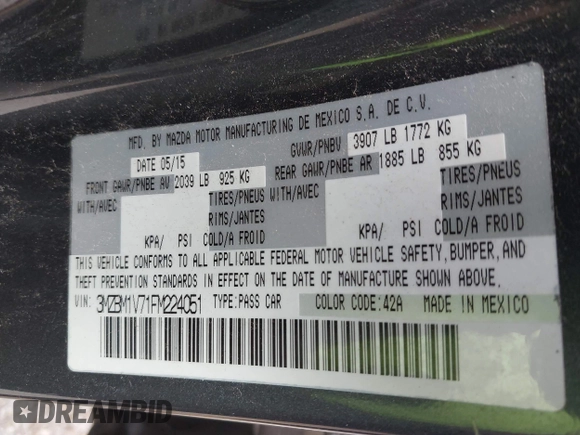 MFD. BY MAZDA MOTOR MANUFACTURING DE MEXICO S.A. DE C.V.
DATE 05/15 GVWR/PNBV 3907 LB 1772 KG
FRONT GAWR/PNBE AV 2039 LB 925 KG REAR GAWR/PNBE AR 1885 LB 855 KG
WITH/AVEC TIRES/PNEUS WITH/AVEC TIRES/PNEUS
RIMS/JANTES RIMS/JANTES
KPA/ PSI COLD/A FROID KPA/ PSI COLD/A FROID
THIS VEHICLE CONFORMS TO ALL APPLICABLE FEDERAL MOTOR VEHICLE SAFETY, BUMPER, AND
THEFT PREVENTION STANDARDS IN EFFECT ON THE DATE OF MANUFACTURE SHOWN ABOVE.
VIN: 3MZBM1V71FM224051 TYPE:PASS CAR COLOR CODE:42A MADE IN MEXICO
DREAMBID